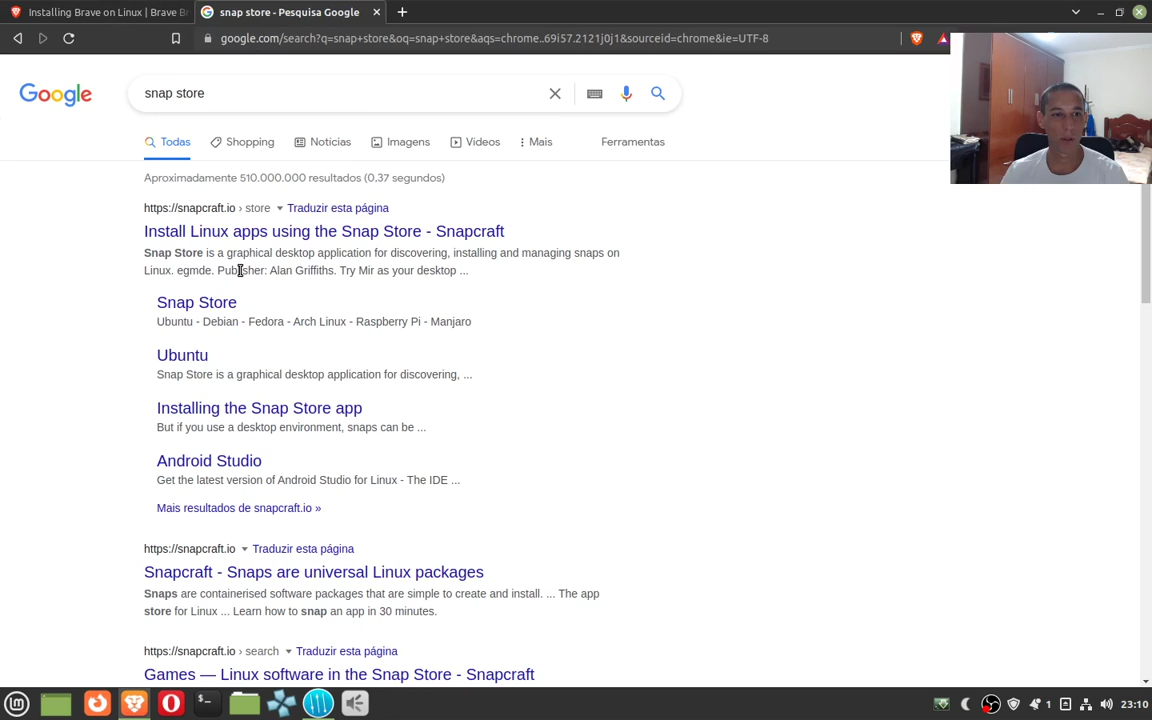 Installing Brave on Linux | Brave Br
snap store - Pesquisa Google
google.com/search?q=snap+store&oq=snap+store&aqs=chrome..69i57.2121j0j1&sourceid=chrome&ie=UTF-8
Google
snap store
Todas
Shopping
Notícias
Imagens
Vídeos
Mais
Ferramentas
Aproximadamente 510.000.000 resultados (0,37 segundos)
https://snapcraft.io › store Traduzir esta página
Install Linux apps using the Snap Store - Snapcraft
Snap Store is a graphical desktop application for discovering, installing and managing snaps on
Linux. egmde. Publisher: Alan Griffiths. Try Mir as your desktop ...
Snap Store
Ubuntu - Debian - Fedora - Arch Linux - Raspberry Pi - Manjaro
Ubuntu
Snap Store is a graphical desktop application for discovering, ...
Installing the Snap Store app
But if you use a desktop environment, snaps can be ...
Android Studio
Get the latest version of Android Studio for Linux - The IDE ...
Mais resultados de snapcraft.io »
https://snapcraft.io Traduzir esta página
Snapcraft - Snaps are universal Linux packages
Snaps are containerised software packages that are simple to create and install. ... The app
store for Linux ... Learn how to snap an app in 30 minutes.
https://snapcraft.io › search Traduzir esta página
Games — Linux software in the Snap Store - Snapcraft
1
23:10